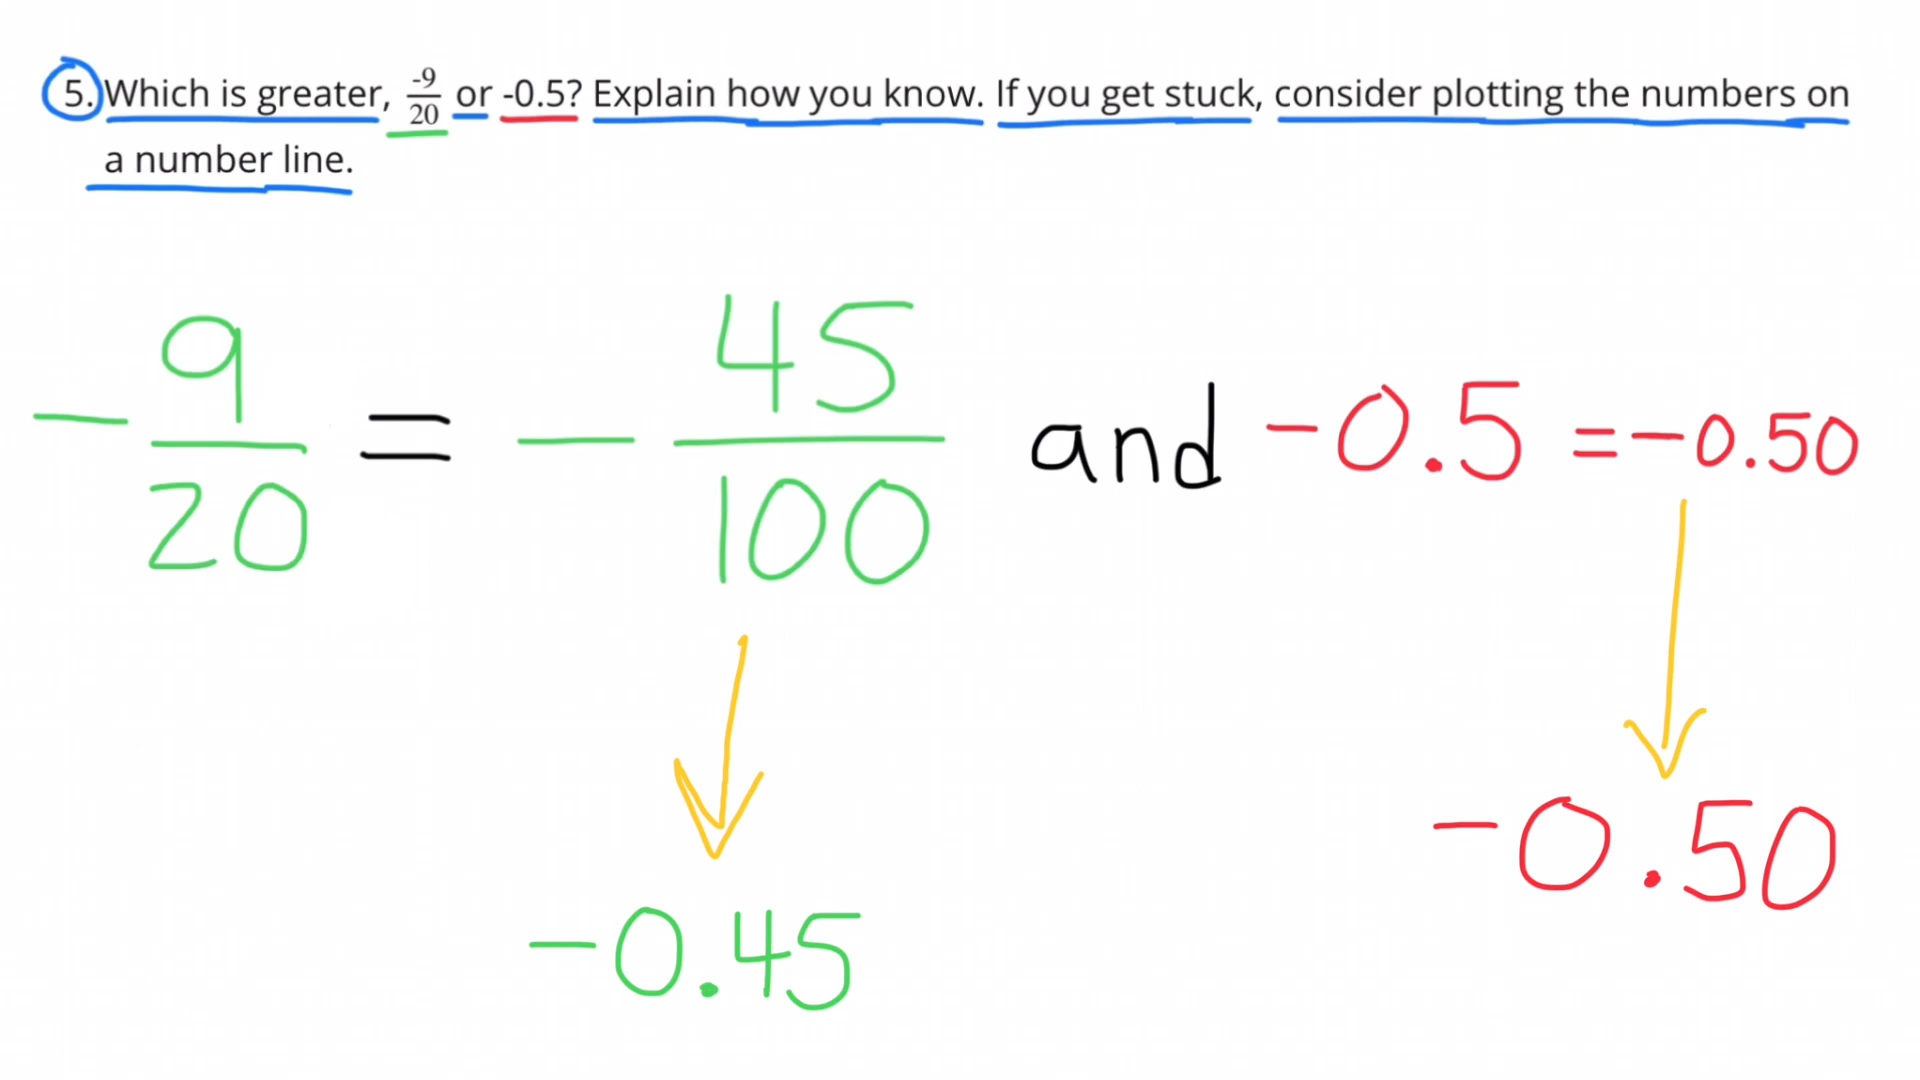 5. Which is greater, -9/20 or -0.5? Explain how you know. If you get stuck, consider plotting the numbers on
a number line.
- 9/20 = - 45/100 and -0.5 = -0.50
-0.50
-0.45